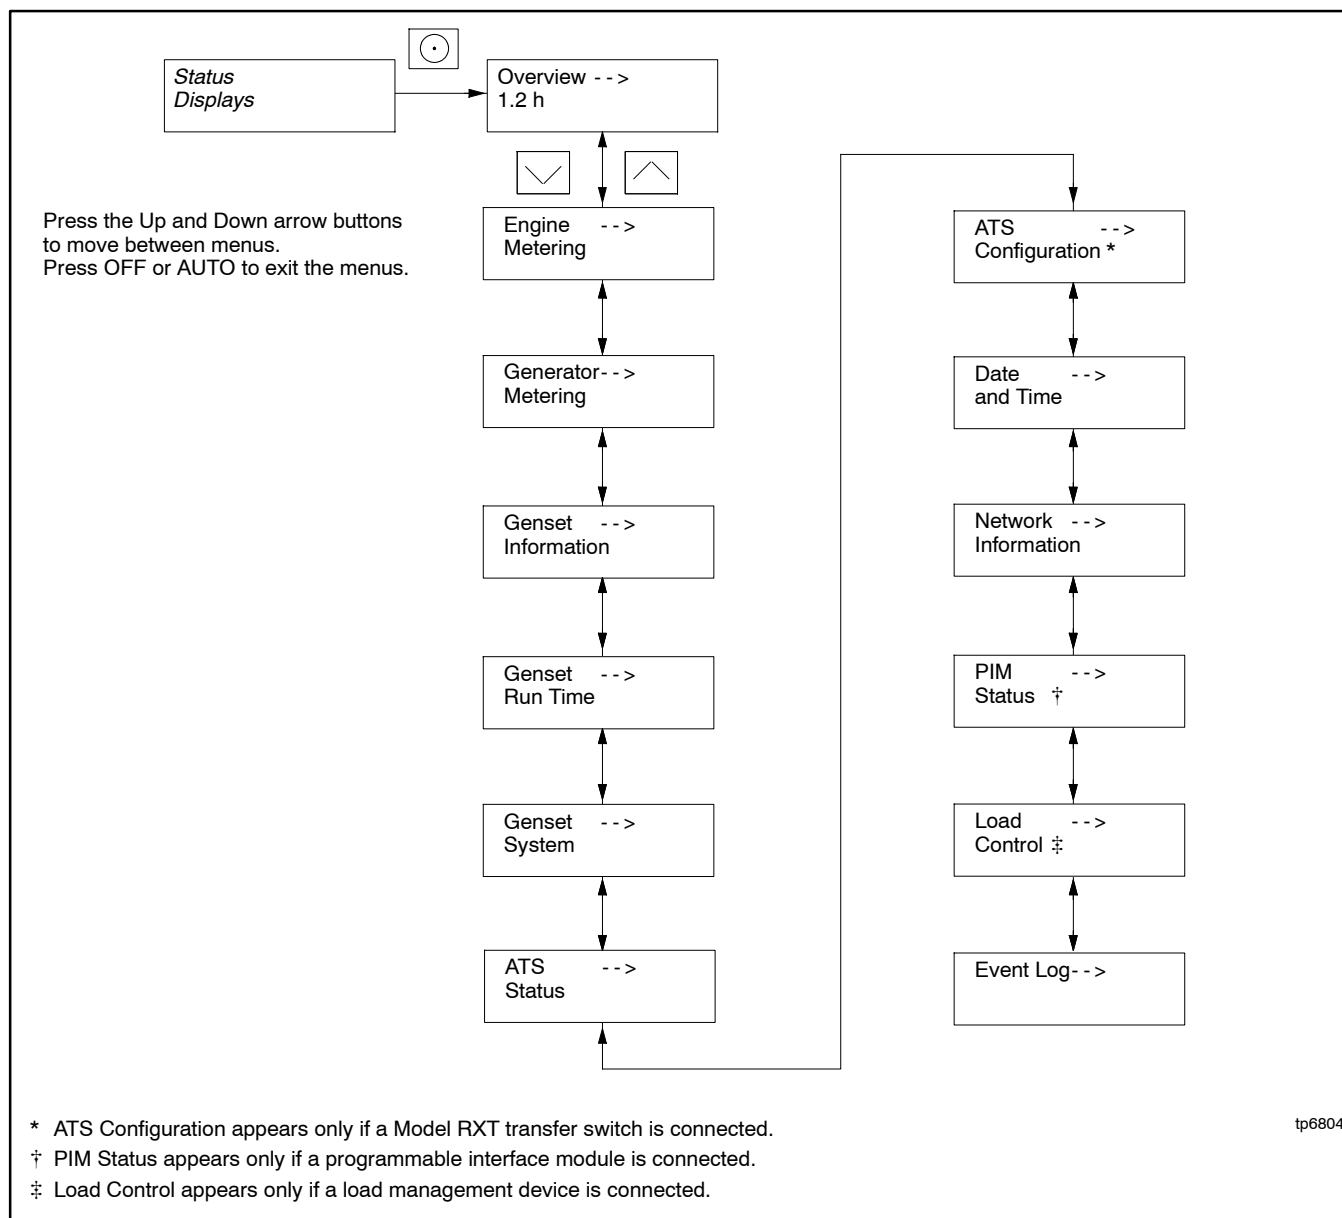 Status
Displays
Overview - - >
1.2 h
Press the Up and Down arrow buttons
to move between menus.
Press OFF or AUTO to exit the menus.
Engine - - >
Metering
Generator- - >
Metering
Genset - - >
Information
Genset - - >
Run Time
Genset - - >
System
ATS - - >
Status
ATS - - >
Configuration *
Date - - >
and Time
Network - - >
Information
PIM - - >
Status †
Load - - >
Control ‡
Event Log- - >
* ATS Configuration appears only if a Model RXT transfer switch is connected.
† PIM Status appears only if a programmable interface module is connected.
‡ Load Control appears only if a load management device is connected.
tp6804